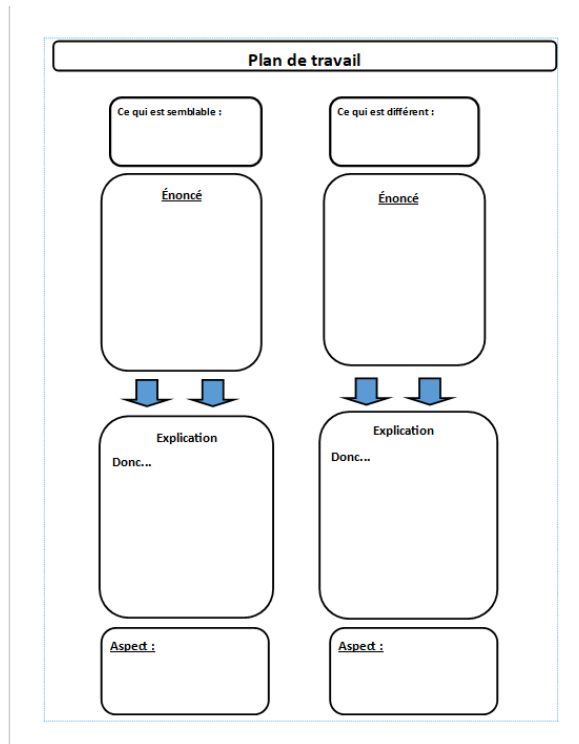 Plan de travail
Ce qui est semblable :
Ce qui est différent :
Énoncé
Énoncé
Explication
Donc...
Explication
Donc...
Aspect :
Aspect :